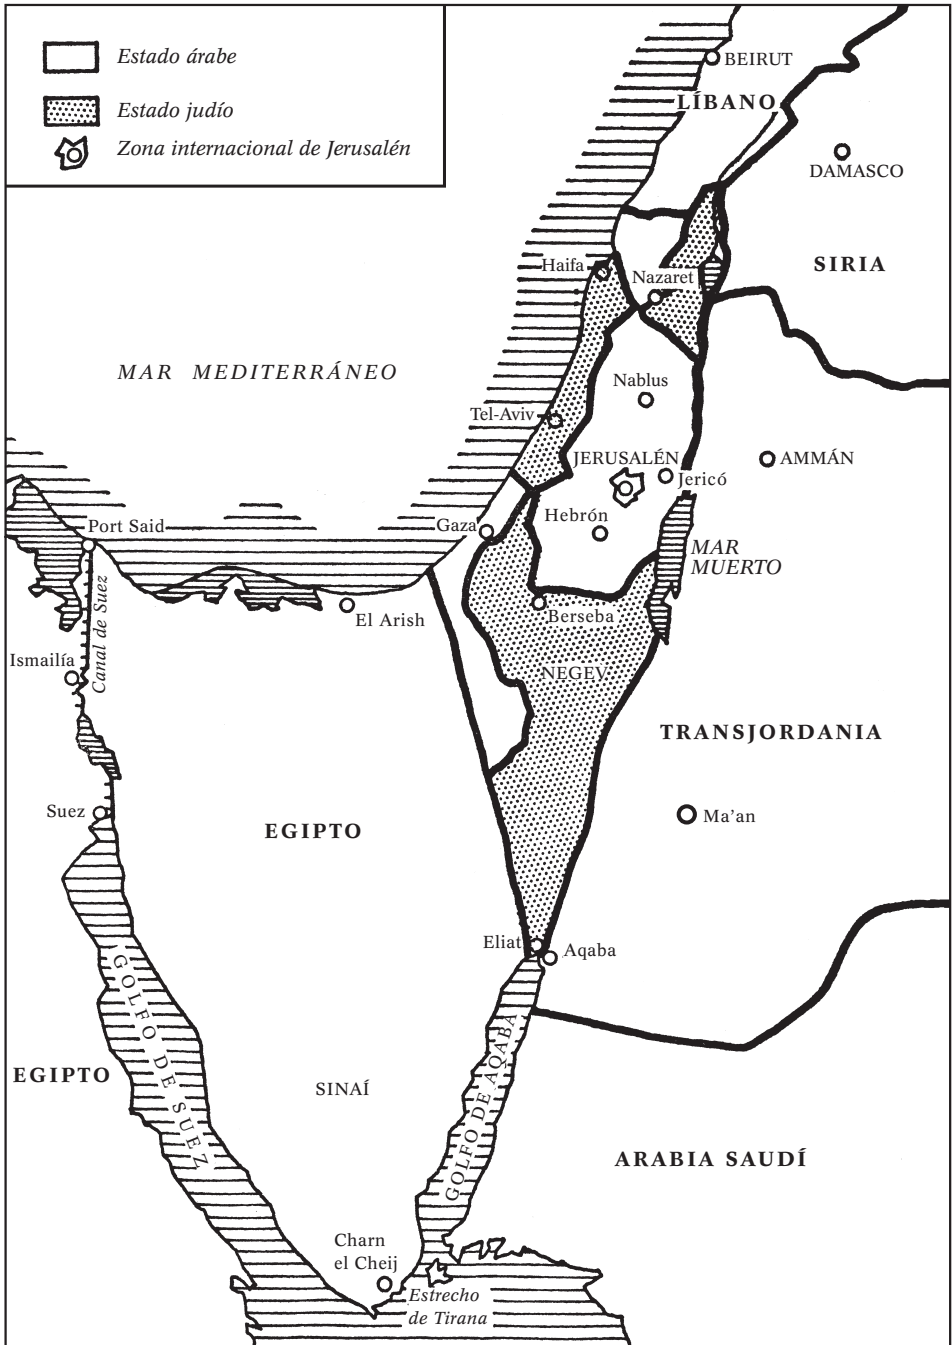 Estado árabe
Estado judío
Zona internacional de Jerusalén
BEIRUT
LÍBANO
DAMASCO
SIRIA
Haifa
Nazaret
MAR MEDITERRÁNEO
Nablus
Tel-Aviv
JERUSALÉN
AMMÁN
Jericó
Port Said
Gaza
Hebrón
MAR
MUERTO
El Arish
Berseba
Canal de Suez
Ismailía
NEGEV
TRANSJORDANIA
Suez
EGIPTO
Ma’an
Eliat
Aqaba
GOLFO DE SUEZ
GOLFO DE AQABA
EGIPTO
SINAÍ
ARABIA SAUDÍ
Charn
el Cheij
Estrecho
de Tirana